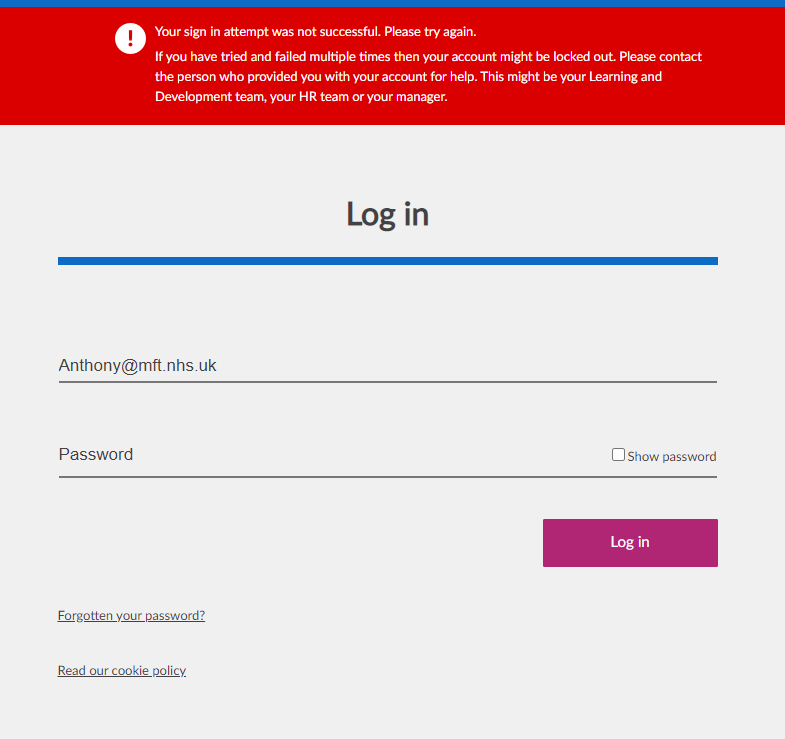 !
Your sign in attempt was not successful. Please try again.
If you have tried and failed multiple times then your account might be locked out. Please contact
the person who provided you with your account for help. This might be your Learning and
Development team, your HR team or your manager.
Log in
Anthony@mft.nhs.uk
Password
Show password
Log in
Forgotten your password?
Read our cookie policy